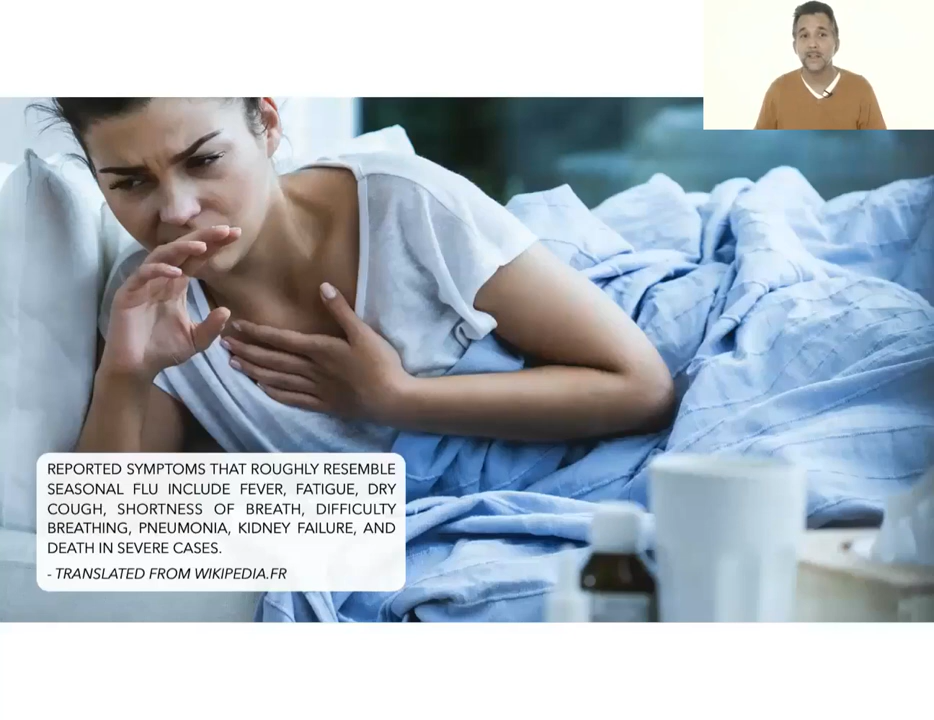 REPORTED SYMPTOMS THAT ROUGHLY RESEMBLE
SEASONAL FLU INCLUDE FEVER, FATIGUE, DRY
COUGH, SHORTNESS OF BREATH, DIFFICULTY
BREATHING, PNEUMONIA, KIDNEY FAILURE, AND
DEATH IN SEVERE CASES.
- TRANSLATED FROM WIKIPEDIA.FR